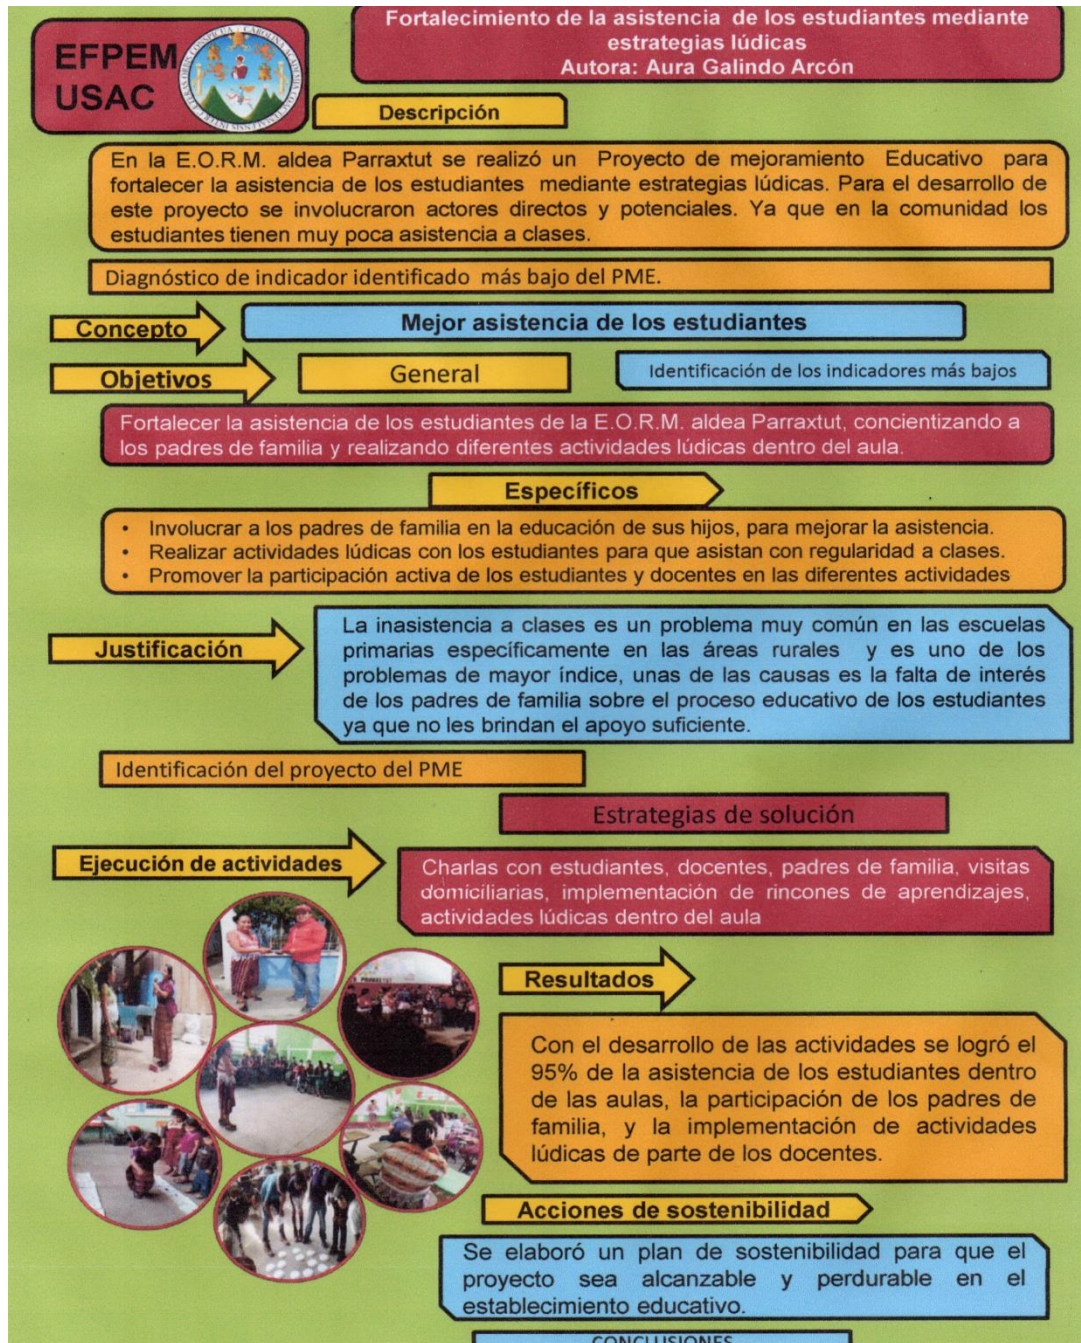 Fortalecimiento de la asistencia de los estudiantes mediante
estrategias lúdicas
Autora: Aura Galindo Arcón
EFPEM
USAC
Descripción
En la E.O.R.M. aldea Parraxtut se realizó un Proyecto de mejoramiento Educativo para
fortalecer la asistencia de los estudiantes mediante estrategias lúdicas. Para el desarrollo de
este proyecto se involucraron actores directos y potenciales. Ya que en la comunidad los
estudiantes tienen muy poca asistencia a clases.
Diagnóstico de indicador identificado más bajo del PME.
Concepto
Mejor asistencia de los estudiantes
Objetivos
General
Identificación de los indicadores más bajos
Fortalecer la asistencia de los estudiantes de la E.O.R.M. aldea Parraxtut, concientizando a
los padres de familia y realizando diferentes actividades lúdicas dentro del aula.
Específicos
• Involucrar a los padres de familia en la educación de sus hijos, para mejorar la asistencia.
• Realizar actividades lúdicas con los estudiantes para que asistan con regularidad a clases.
• Promover la participación activa de los estudiantes y docentes en las diferentes actividades
Justificación
La inasistencia a clases es un problema muy común en las escuelas
primarias específicamente en las áreas rurales y es uno de los
problemas de mayor índice, unas de las causas es la falta de interés
de los padres de familia sobre el proceso educativo de los estudiantes
ya que no les brindan el apoyo suficiente.
Identificación del proyecto del PME
Estrategias de solución
Ejecución de actividades
Charlas con estudiantes, docentes, padres de familia, visitas
domiciliarias, implementación de rincones de aprendizajes,
actividades lúdicas dentro del aula
Resultados
Con el desarrollo de las actividades se logró el
95% de la asistencia de los estudiantes dentro
de las aulas, la participación de los padres de
familia, y la implementación de actividades
lúdicas de parte de los docentes.
Acciones de sostenibilidad
Se elaboró un plan de sostenibilidad para que el
proyecto sea alcanzable y perdurable en el
establecimiento educativo.
CONCLUSIONES